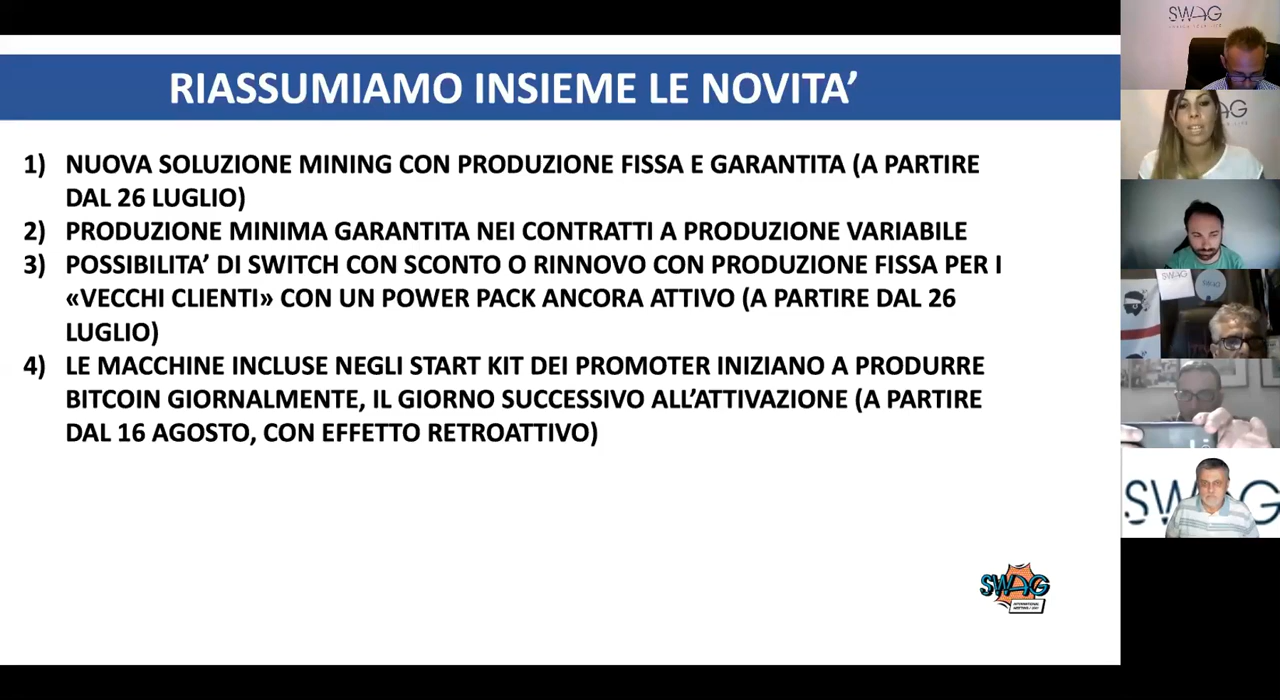 RIASSUMIAMO INSIEME LE NOVITA’
1) NUOVA SOLUZIONE MINING CON PRODUZIONE FISSA E GARANTITA (A PARTIRE
DAL 26 LUGLIO)
2) PRODUZIONE MINIMA GARANTITA NEI CONTRATTI A PRODUZIONE VARIABILE
3) POSSIBILITA’ DI SWITCH CON SCONTO O RINNOVO CON PRODUZIONE FISSA PER I
«VECCHI CLIENTI» CON UN POWER PACK ANCORA ATTIVO (A PARTIRE DAL 26
LUGLIO)
4) LE MACCHINE INCLUSE NEGLI START KIT DEI PROMOTER INIZIANO A PRODURRE
BITCOIN GIORNALMENTE, IL GIORNO SUCCESSIVO ALL’ATTIVAZIONE (A PARTIRE
DAL 16 AGOSTO, CON EFFETTO RETROATTIVO)
SWAG
INTERNATIONAL
SWAG
AG
SWAG
SWAG